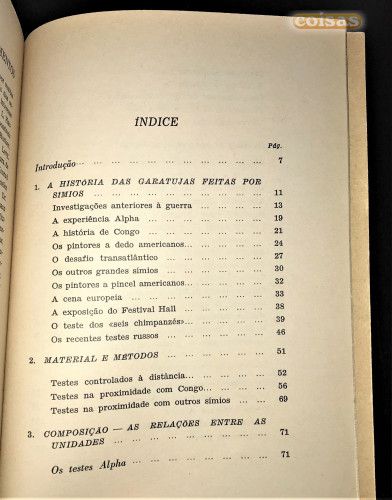 coisas
MENTOS
ÍNDICE
Pág.
Introdução... ... ... ... ... ... ... ... ... ... 7
1. A HISTÓRIA DAS GARATUJAS FEITAS POR
SIMIOS ... ... ... ... ... ... ... ... ... 11
Investigações anteriores à guerra ... ... ... 13
A experiência Alpha ... ... ... ... ... ... 19
A história de Congo ... ... ... ... ... ... 21
Os pintores a dedo americanos... ... ... ... 24
O desafio transatlântico ... ... ... ... ... 27
Os outros grandes símios ... ... ... ... ... 30
Os pintores a pincel americanos... ... ... ... 32
A cena europeia ... ... ... ... ... ... ... 33
A exposição do Festival Hall ... ... ... ... 38
O teste dos «seis chimpanzés»... ... ... ... 39
Os recentes testes russos ... ... ... ... ... 46
2. MATERIAL E MÉTODOS ... ... ... ... ... ... 51
Testes controlados à distância... ... ... ... 52
Testes na proximidade com Congo... ... ... 56
Testes na proximidade com outros símios ... 69
3. COMPOSIÇÃO — AS RELAÇÕES ENTRE AS
UNIDADES ... ... ... ... ... ... ... ... 71
Os testes Alpha ... ... ... ... ... ... ... 71